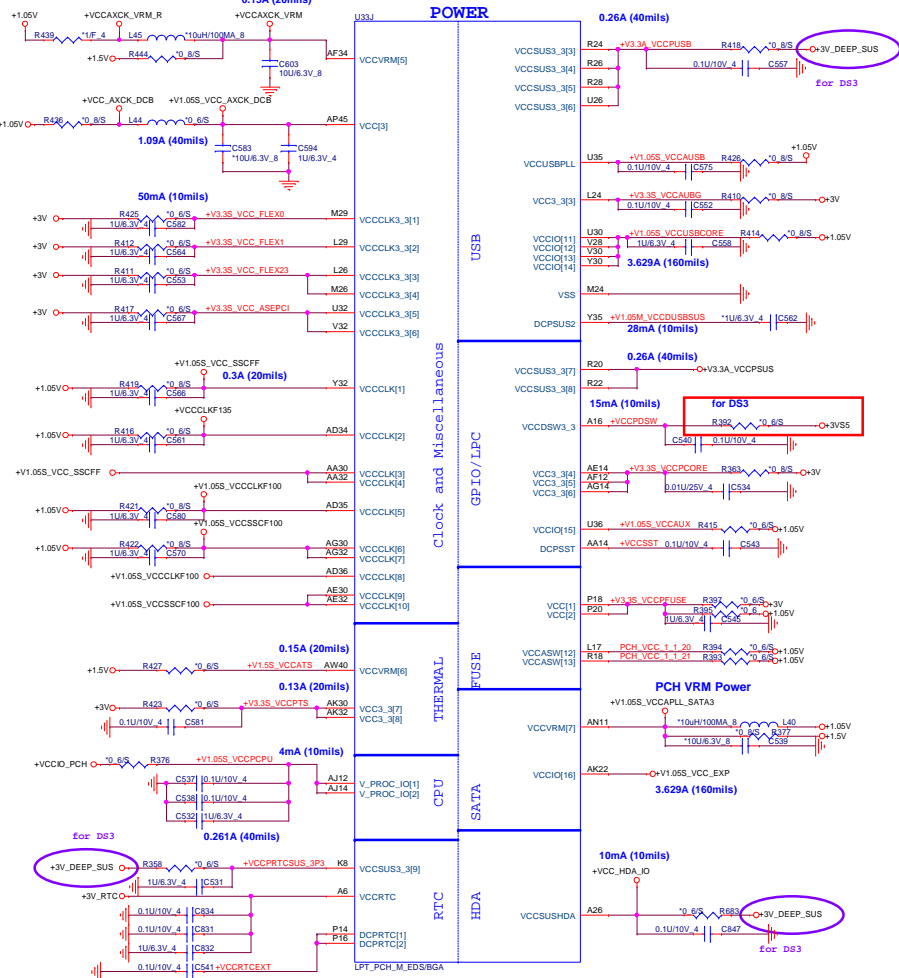 0.15A (20mils)
POWER
+1.05V +VCCAXCK_VRM_R +VCCAXCK_VRM
U33J
R439 *1/F_4 L45 *10uH/100MA_8
+1.5V R444 *0_8/S
C603
10U/6.3V_8
AF34 VCCVRM[5]
+VCC_AXCK_DCB +V1.05S_VCC_AXCK_DCB
+1.05V R436 *0_8/S L44 *0_6/S
AP45 VCC[3]
1.09A (40mils)
C583
*10U/6.3V_8
C594
1U/6.3V_4
50mA (10mils)
+3V R425 *0_6/S +V3.3S_VCC_FLEX0 M29 VCCCLK3_3[1]
1U/6.3V_4 C582
+3V R412 *0_6/S +V3.3S_VCC_FLEX1 L29 VCCCLK3_3[2]
1U/6.3V_4 C564
+3V R411 *0_6/S +V3.3S_VCC_FLEX23 L26 VCCCLK3_3[3]
1U/6.3V_4 C553
M26 VCCCLK3_3[4]
+3V R417 *0_6/S +V3.3S_VCC_ASEPCI U32 VCCCLK3_3[5]
1U/6.3V_4 C567
V32 VCCCLK3_3[6]
+V1.05S_VCC_SSCFF
0.3A (20mils)
+1.05V R419 *0_8/S Y32 VCCCLK[1]
1U/6.3V_4 C566
+VCCCLKF135
+1.05V R416 *0_8/S AD34 VCCCLK[2]
1U/6.3V_4 C561
+V1.05S_VCC_SSCFF AA30 VCCCLK[3]
AA32 VCCCLK[4]
+V1.05S_VCCCLKF100
+1.05V R421 *0_8/S AD35 VCCCLK[5]
1U/6.3V_4 C580
+V1.05S_VCCSSCF100
+1.05V R422 *0_8/S AG30 VCCCLK[6]
1U/6.3V_4 C570 AG32 VCCCLK[7]
+V1.05S_VCCCLKF100 AD36 VCCCLK[8]
AE30 VCCCLK[9]
+V1.05S_VCCSSCF100 AE32 VCCCLK[10]
0.15A (20mils)
+1.5V R427 *0_6/S +V1.5S_VCCATS AW40 VCCVRM[6]
0.13A (20mils)
+3V R423 *0_6/S +V3.3S_VCCPTS AK30 VCC3_3[7]
AK32 VCC3_3[8]
0.1U/10V_4 C581
4mA (10mils)
+VCCIO_PCH *0_6/S R376 +V1.05S_VCCPCPU
AJ12 V_PROC_IO[1]
AJ14 V_PROC_IO[2]
C537 0.1U/10V_4
C538 0.1U/10V_4
C532 1U/6.3V_4
for DS3
0.261A (40mils)
+3V_DEEP_SUS R358 *0_6/S +VCCPRTCSUS_3P3 K8 VCCSUS3_3[9]
1U/6.3V_4 C531
+3V_RTC A6 VCCRTC
0.1U/10V_4 C834
0.1U/10V_4 C831
1U/6.3V_4 C832
P14 DCPRTC[1]
P16 DCPRTC[2]
0.1U/10V_4 C541 +VCCRTCEXT
LPT_PCH_M_EDS/BGA
Clock and Miscellaneous
THERMAL
CPU
RTC
USB
GPIO/LPC
FUSE
SATA
HDA
0.26A (40mils)
VCCSUS3_3[3] R24 +V3.3A_VCCPUSB R418 *0_8/S +3V_DEEP_SUS
VCCSUS3_3[4] R26 0.1U/10V_4 C557
VCCSUS3_3[5] R28
VCCSUS3_3[6] U26
for DS3
+1.05V
VCCUSBPLL U35 +V1.05S_VCCAUSB R426 *0_8/S
0.1U/10V_4 C575
VCC3_3[3] L24 +V3.3S_VCCAUBG R410 *0_8/S +3V
0.1U/10V_4 C552
VCCIO[11] U30 +V1.05S_VCCUSBCORE R414 *0_8/S +1.05V
VCCIO[12] V28 1U/6.3V_4 C558
VCCIO[13] V30
VCCIO[14] Y30
3.629A (160mils)
VSS M24
DCPSUS2 Y35 +V1.05M_VCCDUSBSUS *1U/6.3V_4 C562
28mA (10mils)
VCCSUS3_3[7] R20 0.26A (40mils)
+V3.3A_VCCPSUS
VCCSUS3_3[8] R22
15mA (10mils) for DS3
VCCDSW3_3 A16 +VCCPDSW R392 *0_6/S +3VS5
C540 0.1U/10V_4
VCC3_3[4] AE14 +V3.3S_VCCPCORE R363 *0_8/S +3V
VCC3_3[5] AF12
VCC3_3[6] AG14 0.01U/25V_4 C534
VCCIO[15] U36 +V1.05S_VCCAUX R415 *0_6/S +1.05V
DCPSST AA14 +VCCSST 0.1U/10V_4 C543
VCC[1] P18 +V3.3S_VCCPFUSE R397 *0_6/S +3V
VCC[2] P20 R395 *0_6 +1.05V
1U/6.3V_4 C545
VCCASW[12] L17 PCH_VCC_1_1_20 R394 *0_6/S +1.05V
VCCASW[13] R18 PCH_VCC_1_1_21 R393 *0_6/S +1.05V
PCH VRM Power
+V1.05S_VCCAPLL_SATA3
VCCVRM[7] AN11 *10uH/100MA_8 L40 +1.05V
*0_8/S R377 +1.5V
*10U/6.3V_8 C539
VCCIO[16] AK22 +V1.05S_VCC_EXP
3.629A (160mils)
10mA (10mils)
+VCC_HDA_IO
VCCSUSHDA A26 *0_6/S R683 +3V_DEEP_SUS
0.1U/10V_4 C847
for DS3